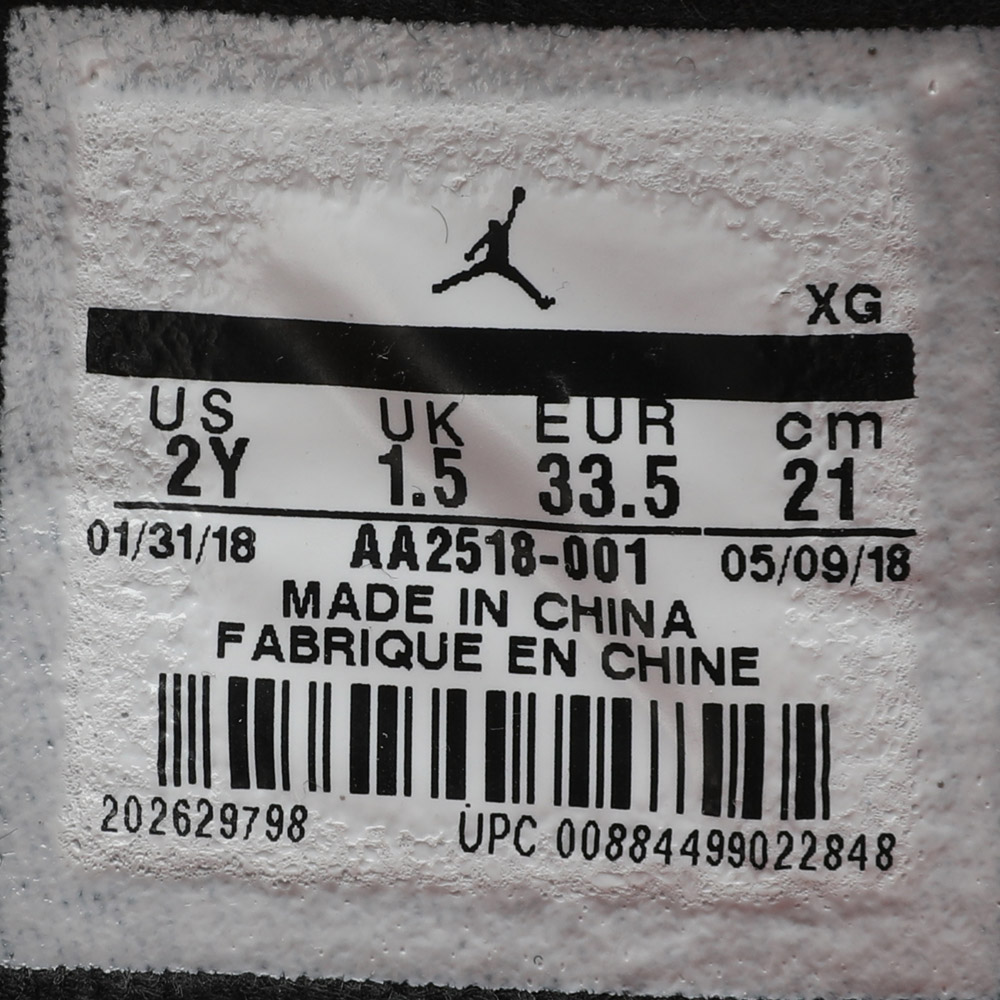 XG
US UK EUR cm
2Y 1.5 33.5 21
01/31/18 AA2518-001 05/09/18
MADE IN CHINA
FABRIQUE EN CHINE
202629798 UPC 00884499022848